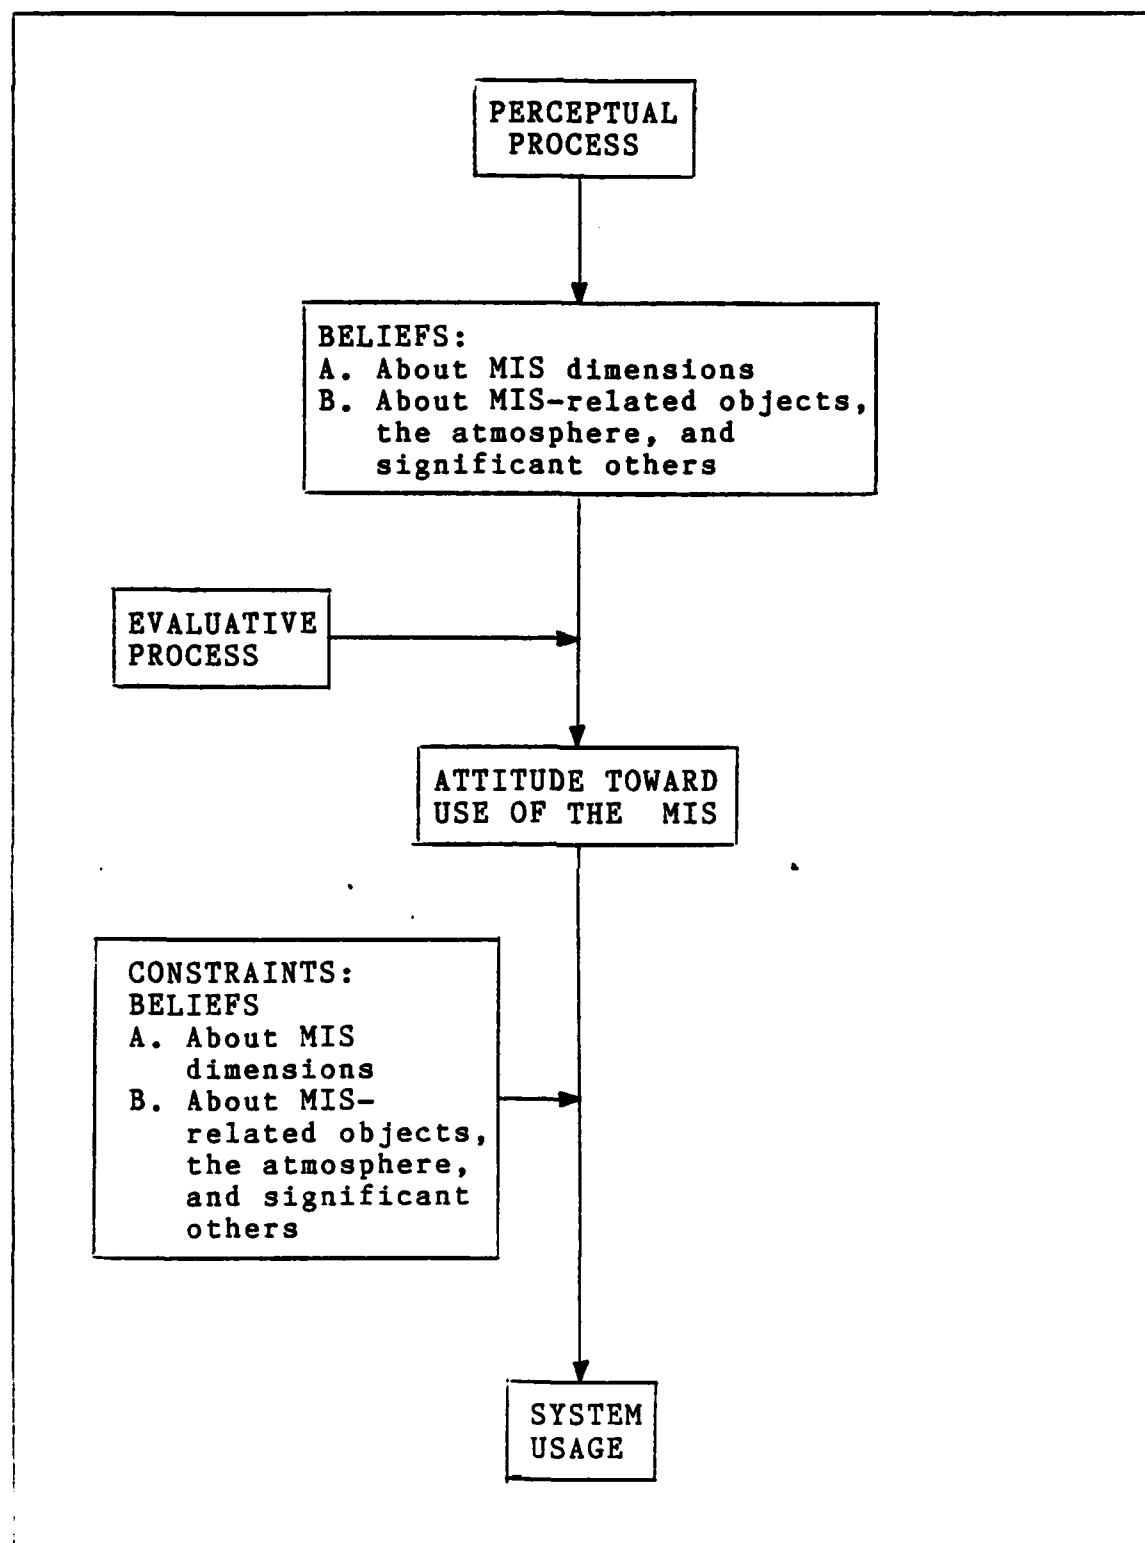 PERCEPTUAL
PROCESS
BELIEFS:
A. About MIS dimensions
B. About MIS-related objects,
the atmosphere, and
significant others
EVALUATIVE
PROCESS
ATTITUDE TOWARD
USE OF THE MIS
CONSTRAINTS:
BELIEFS
A. About MIS
dimensions
B. About MIS-
related objects,
the atmosphere,
and significant
others
SYSTEM
USAGE